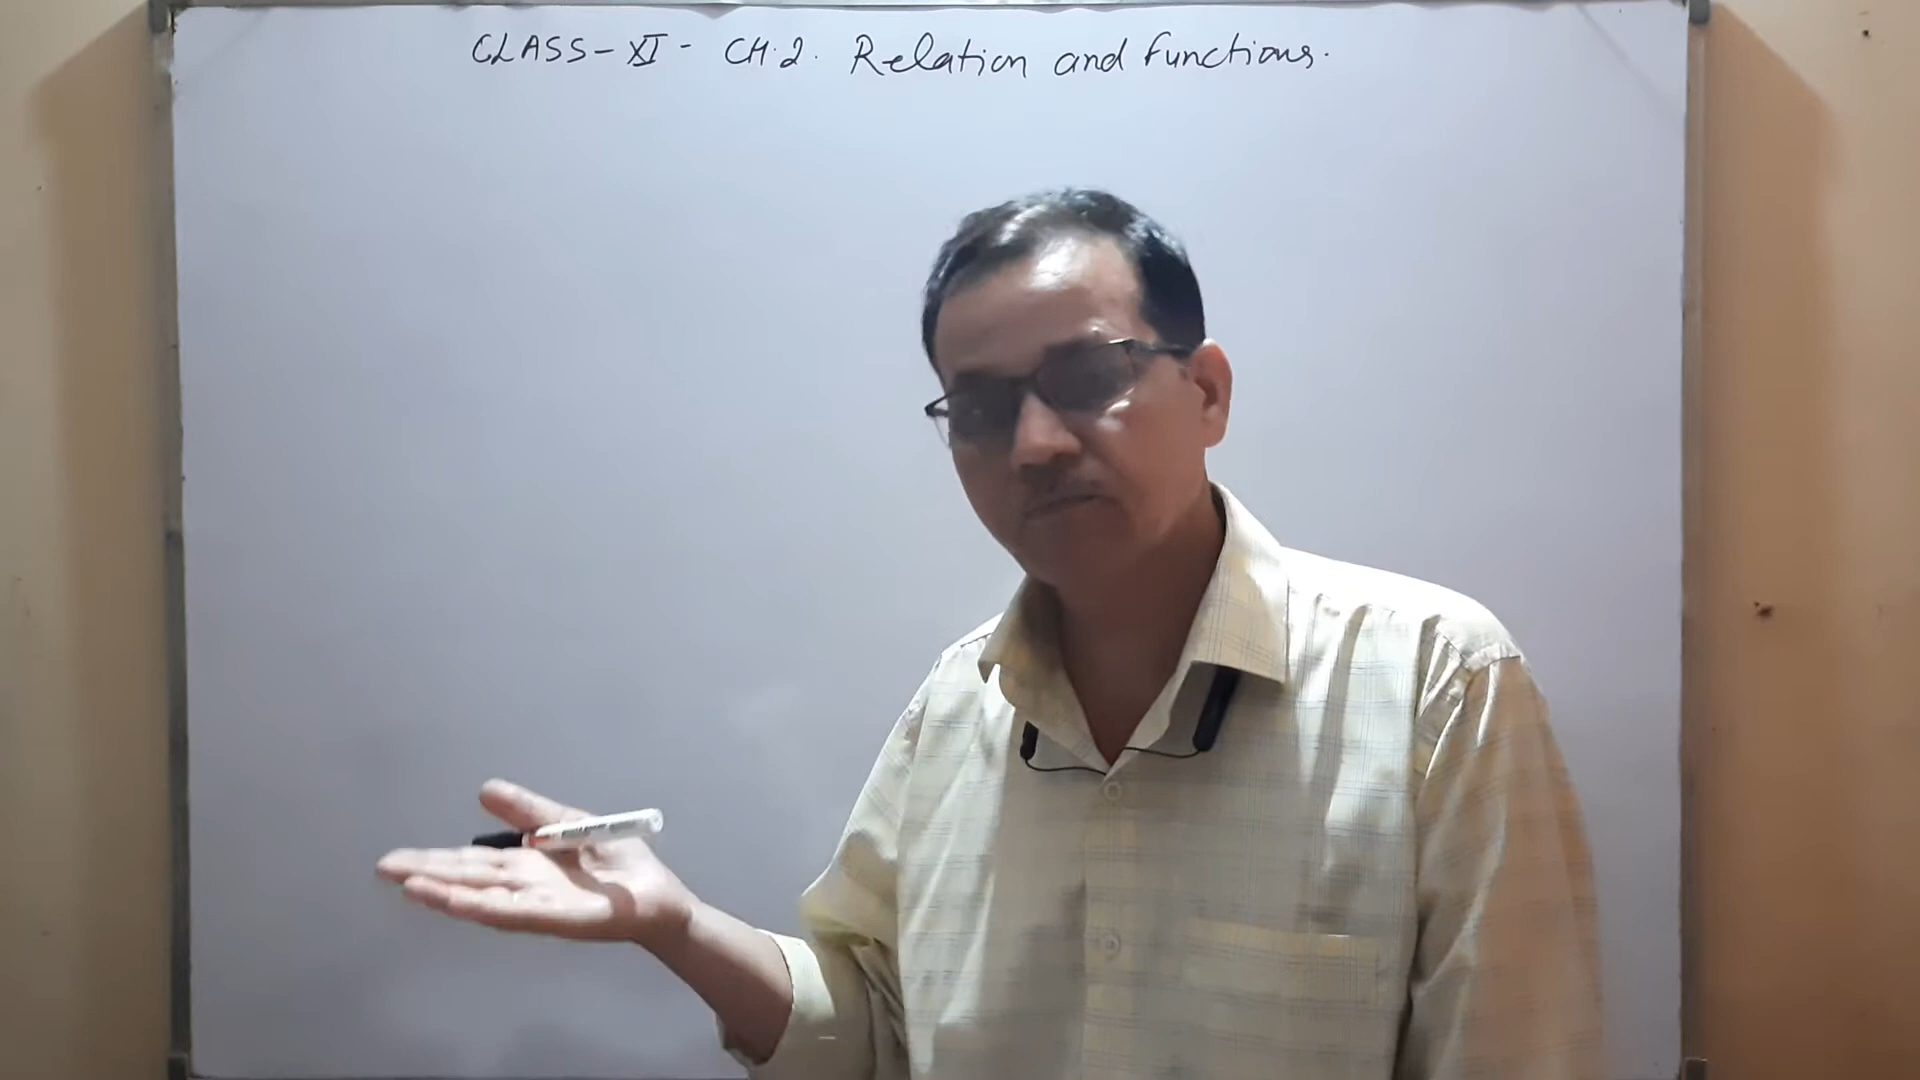 CLASS-XI- CH.2. Relation and functions.